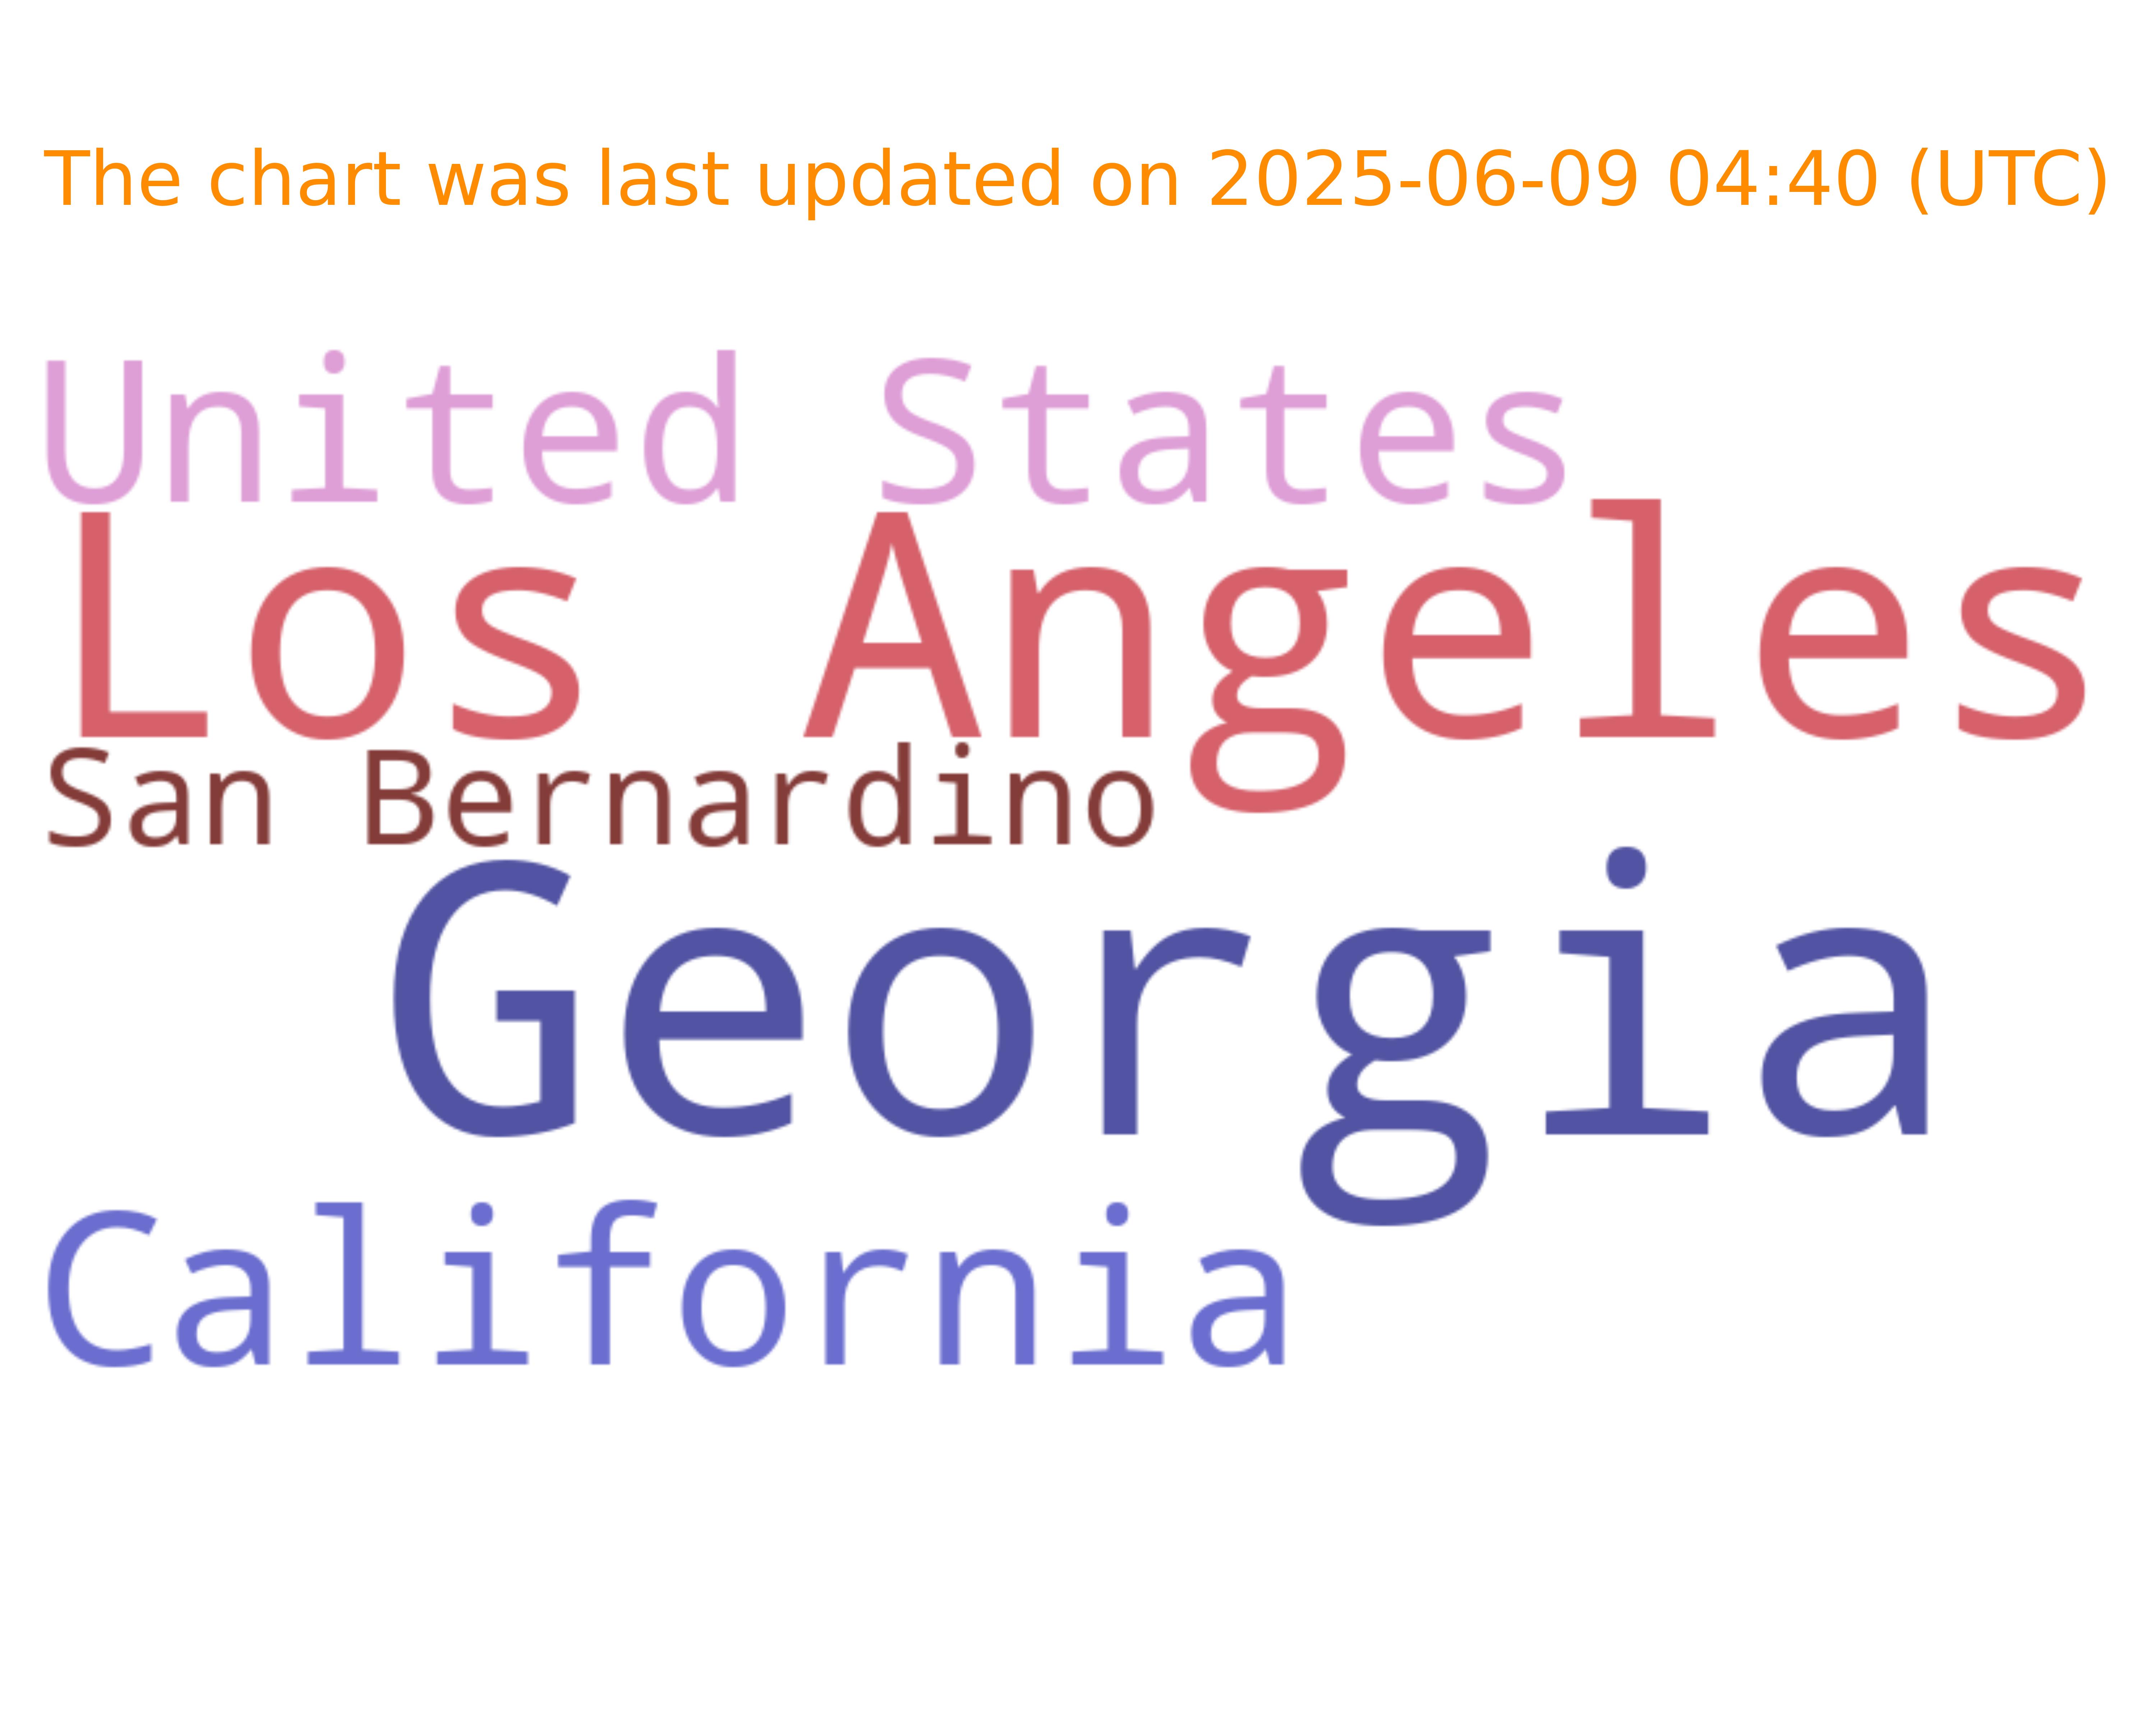 The chart was last updated on 2025-06-09 04:40 (UTC)
United States
Los Angeles
San Bernardino
Georgia
California